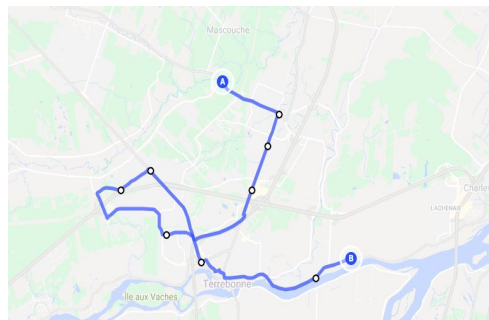 Mascouche
A
Charle
LACHENAIE
B
Terrebonne
Île aux Vaches